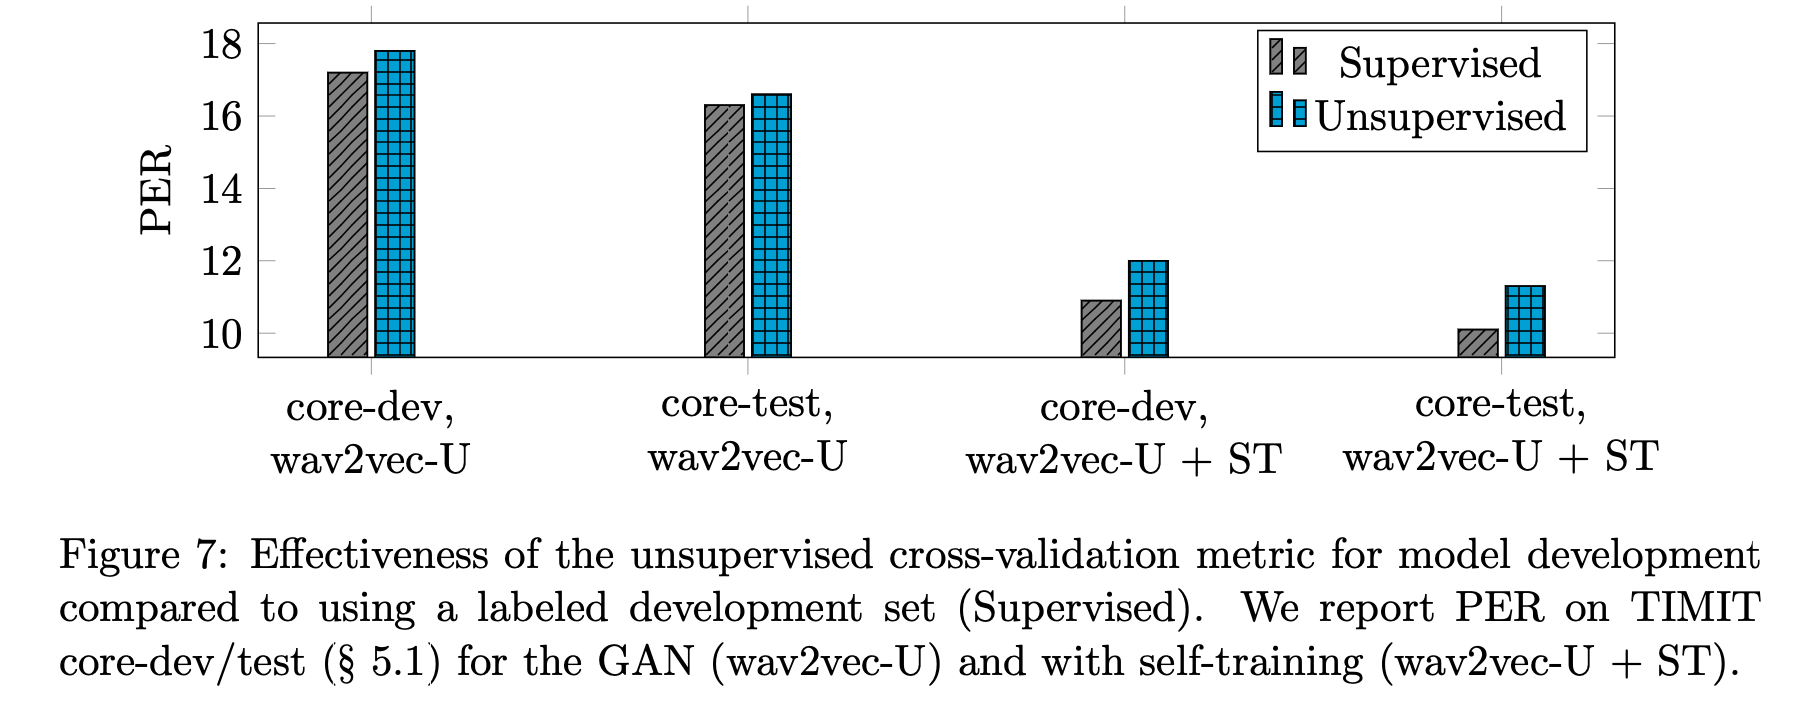 18
16
14
12
10
PER
Supervised
Unsupervised
core-dev,
wav2vec-U
core-test,
wav2vec-U
core-dev,
wav2vec-U + ST
core-test,
wav2vec-U + ST
Figure 7: Effectiveness of the unsupervised cross-validation metric for model development
compared to using a labeled development set (Supervised). We report PER on TIMIT
core-dev/test (§ 5.1) for the GAN (wav2vec-U) and with self-training (wav2vec-U + ST).